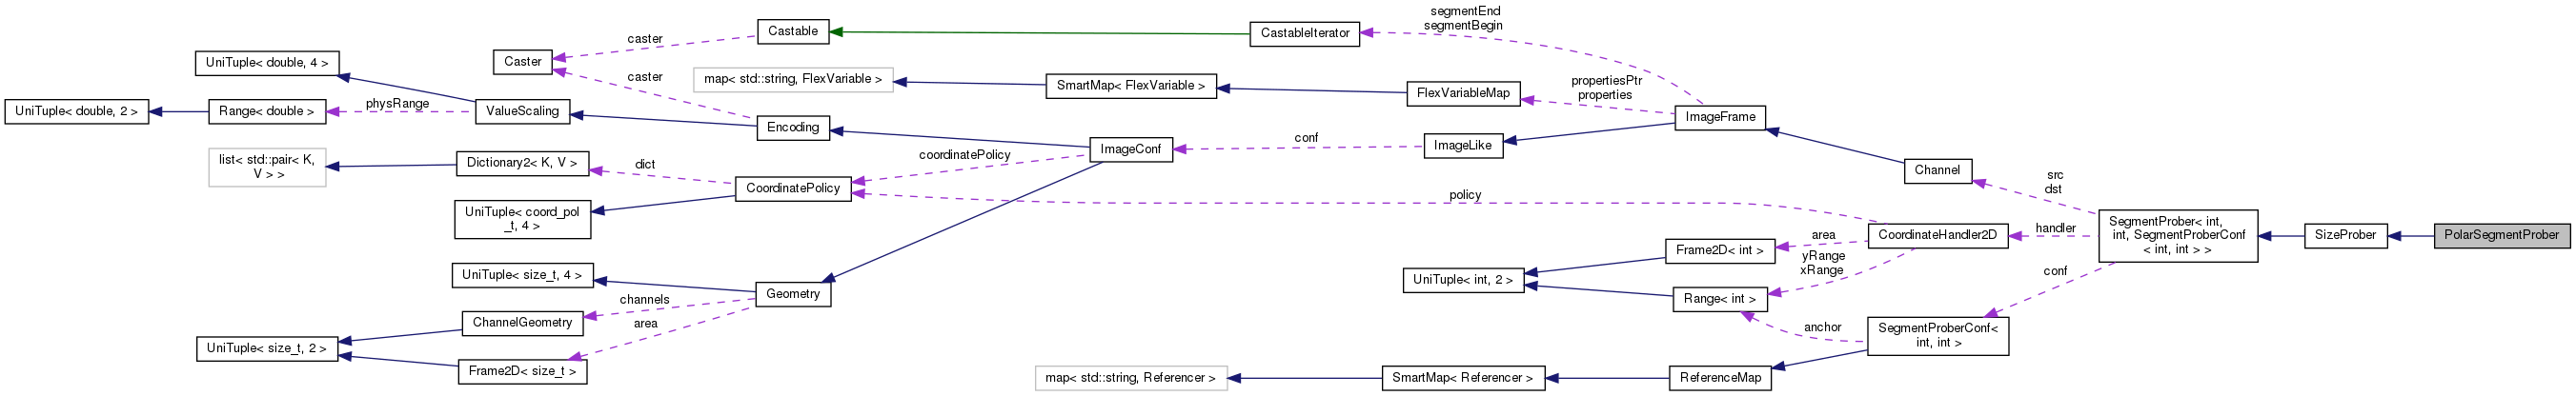 segmentEnd
segmentBegin
Castable
CastableIterator
caster
UniTuple< double, 4 >
Caster
caster
map< std::string, FlexVariable >
SmartMap< FlexVariable >
FlexVariableMap
propertiesPtr
properties
UniTuple< double, 2 >
Range< double >
physRange
ValueScaling
Encoding
ImageFrame
list< std::pair< K,
V > >
Dictionary2< K, V >
dict
coordinatePolicy
ImageConf
conf
ImageLike
Channel
CoordinatePolicy
policy
src
dst
UniTuple< coord_pol
_t, 4 >
SegmentProber< int,
int, SegmentProberConf
< int, int > >
SizeProber
PolarSegmentProber
CoordinateHandler2D
handler
Frame2D< int >
area
yRange
xRange
UniTuple< size_t, 4 >
Geometry
UniTuple< int, 2 >
Range< int >
conf
channels
area
ChannelGeometry
anchor
SegmentProberConf<
int, int >
UniTuple< size_t, 2 >
Frame2D< size_t >
map< std::string, Referencer >
SmartMap< Referencer >
ReferenceMap